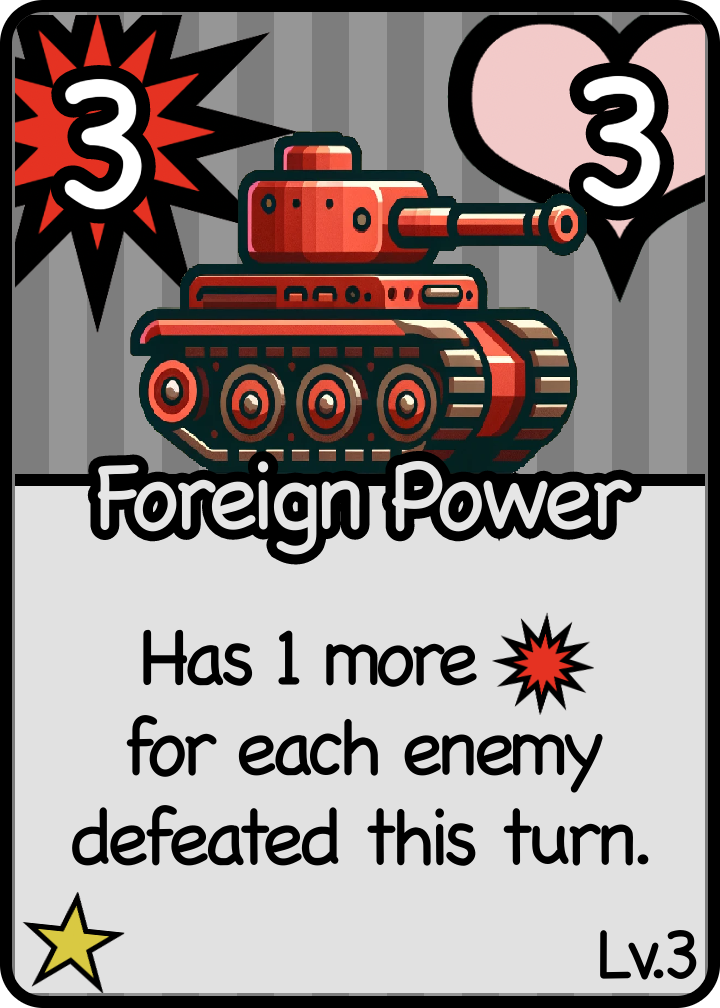 3 3
Foreign Power
Has 1 more
for each enemy
defeated this turn.
Lv.3